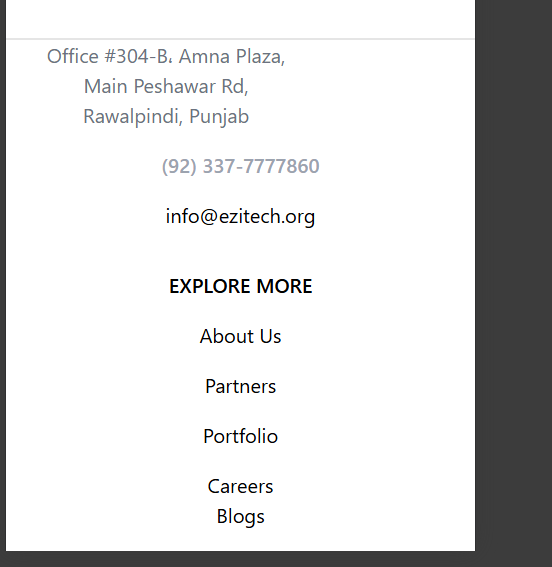 Office #304-B، Amna Plaza,
Main Peshawar Rd,
Rawalpindi, Punjab
(92) 337-7777860
info@ezitech.org
EXPLORE MORE
About Us
Partners
Portfolio
Careers
Blogs